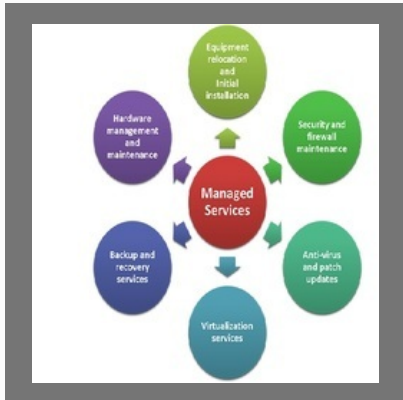 Equipment
relocation
and
Initial
installation
Hardware
management
and
maintenance
Security and
firewall
maintenance
Managed
Services
Backup and
recovery
services
Anti-virus
and patch
updates
Virtualization
services